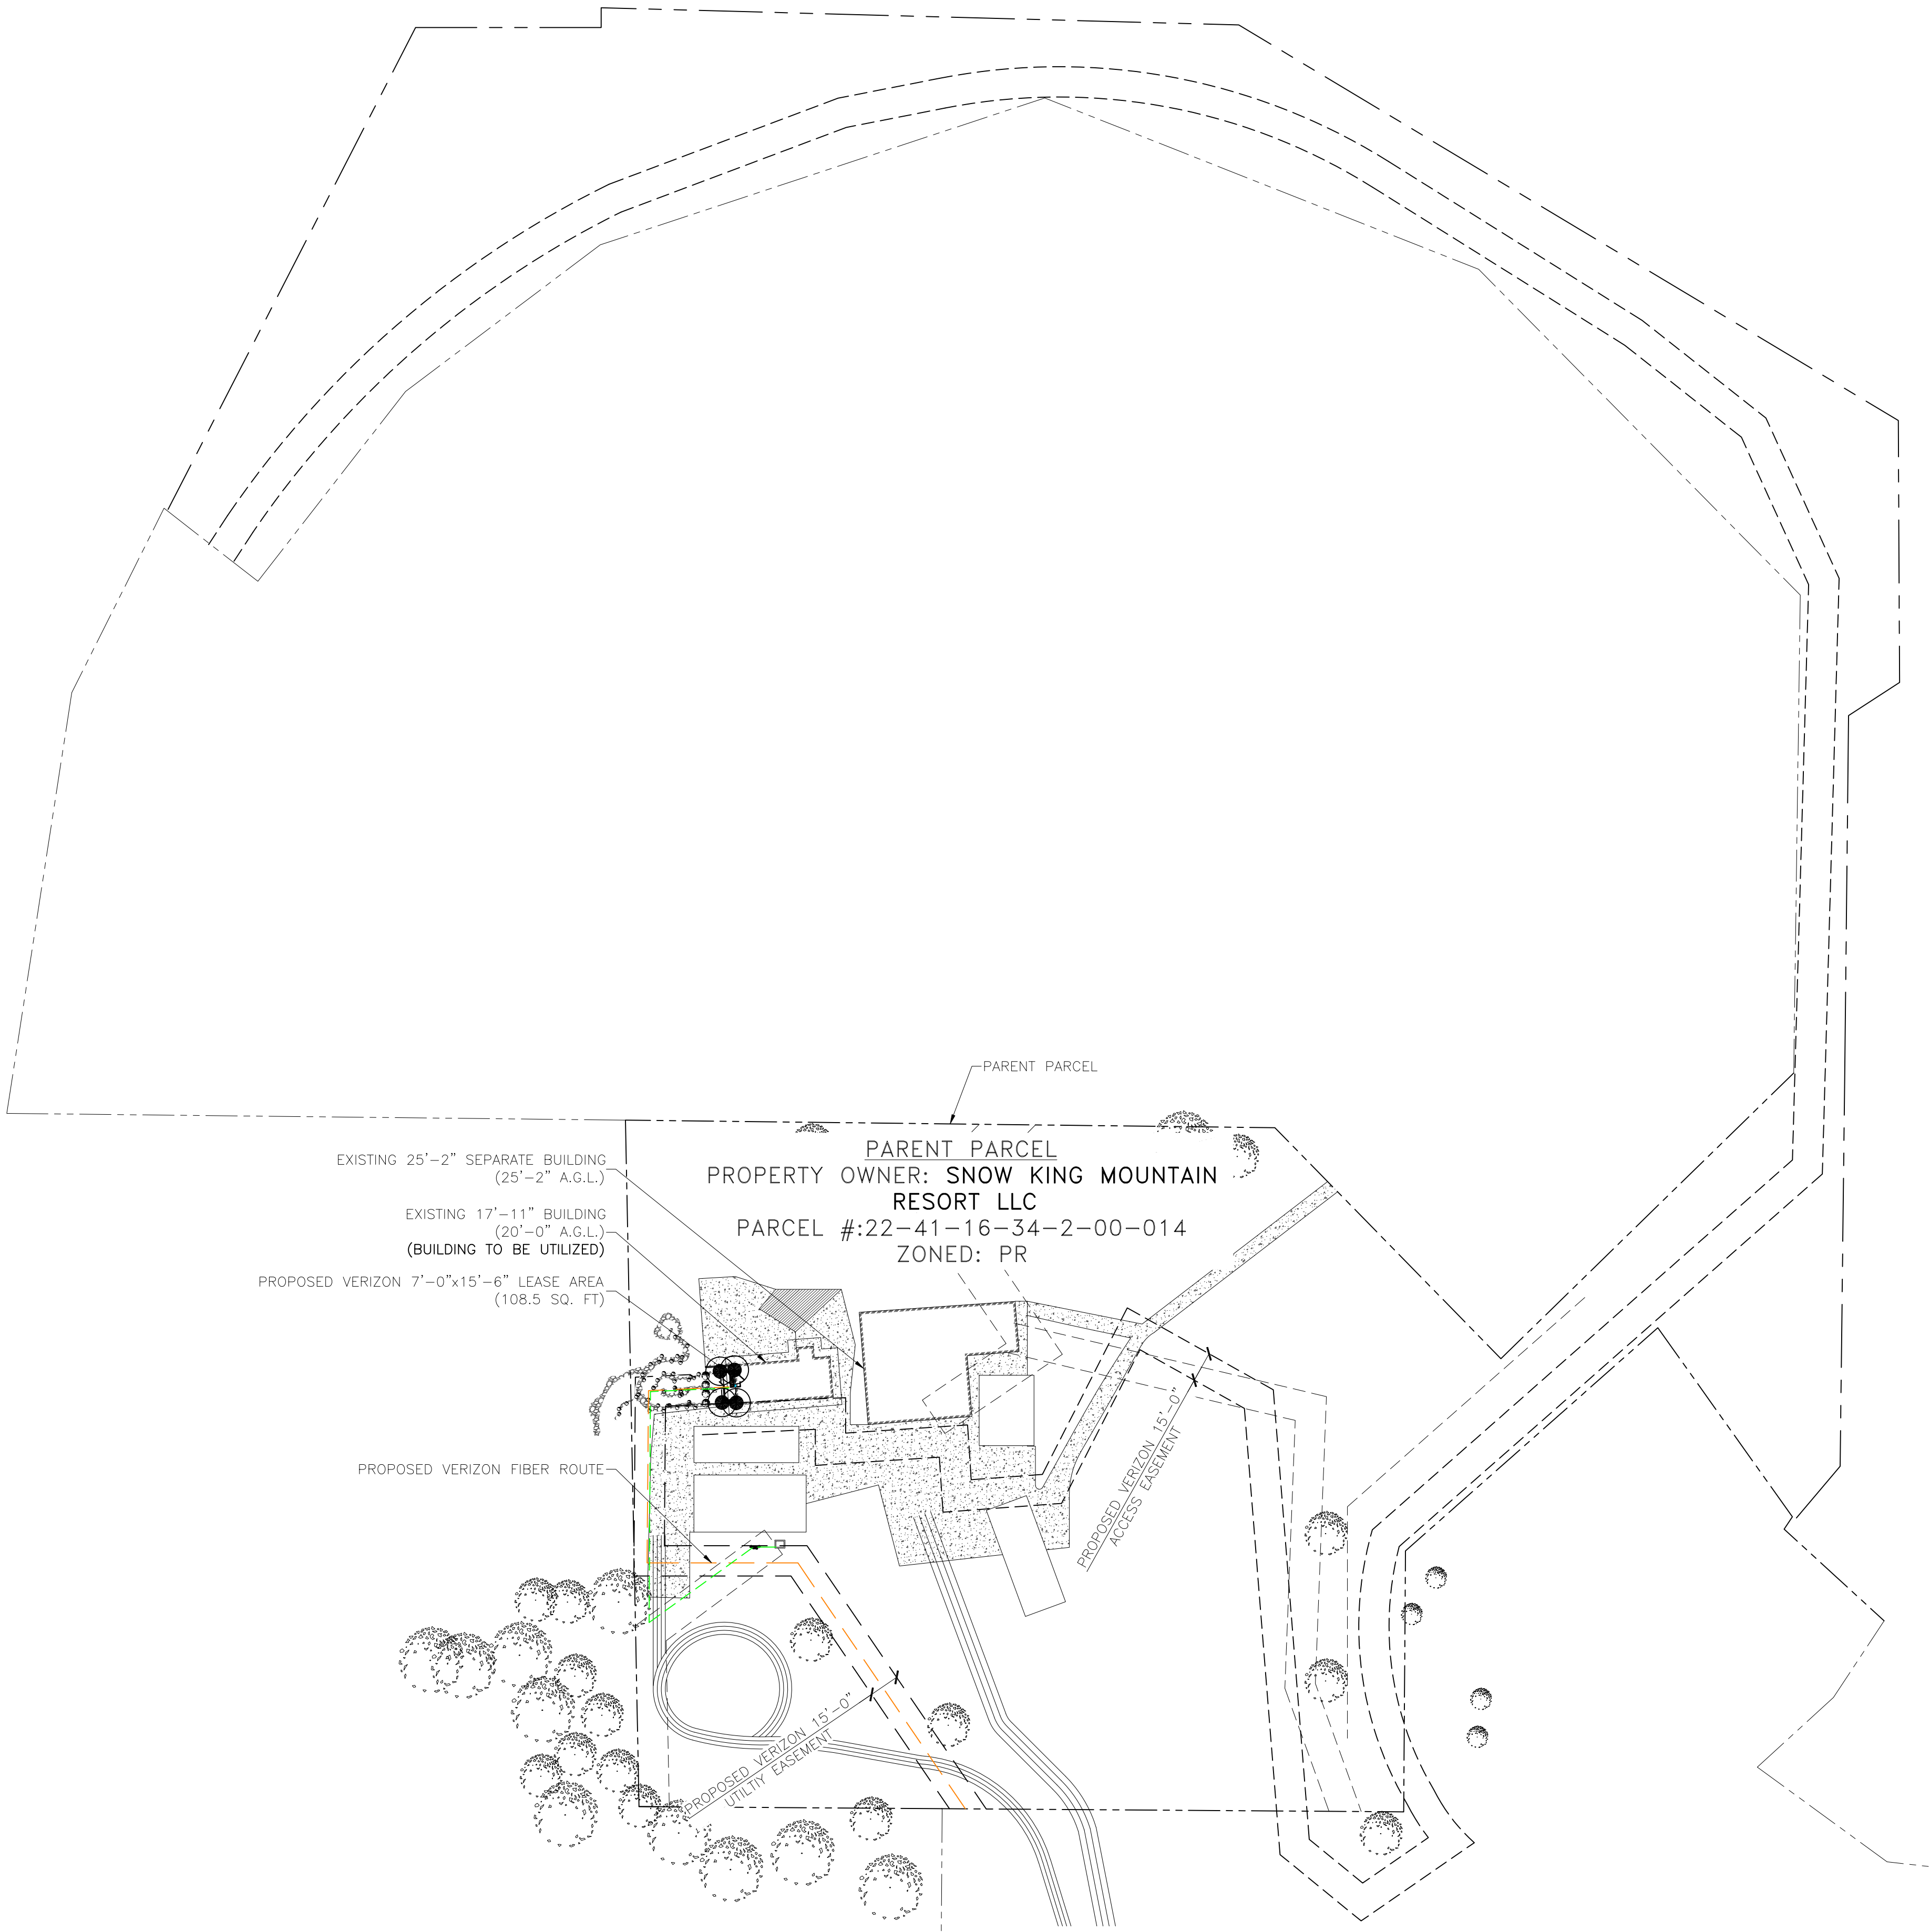 PARENT PARCEL
PARENT PARCEL
PROPERTY OWNER: SNOW KING MOUNTAIN
RESORT LLC
PARCEL #:22-41-16-34-2-00-014
ZONED: PR
EXISTING 25'-2" SEPARATE BUILDING
(25'-2" A.G.L.)
EXISTING 17'-11" BUILDING
(20'-0" A.G.L.)
(BUILDING TO BE UTILIZED)
PROPOSED VERIZON 7'-0"x15'-6" LEASE AREA
(108.5 SQ. FT)
PROPOSED VERIZON FIBER ROUTE
PROPOSED VERIZON 15'-0"
ACCESS EASEMENT
PROPOSED VERIZON 15'-0"
UTILTIY EASEMENT